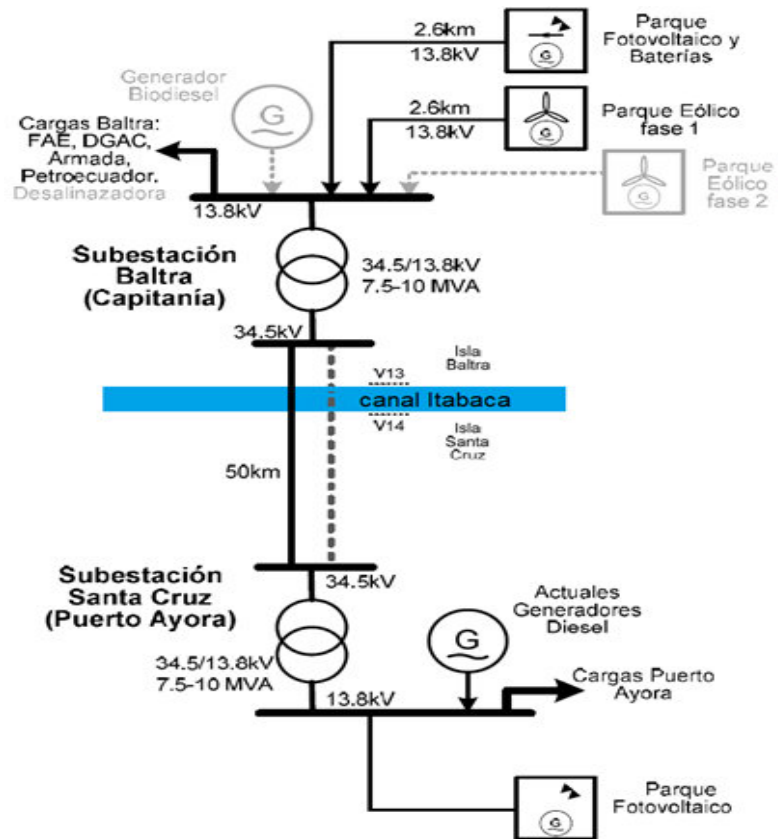 2.6km
13.8kV
Parque
Fotovoltaico y
Baterías
G
Generador
Biodiesel
G
2.6km
13.8kV
Parque Eólico
fase 1
G
Cargas Baltra:
FAE, DGAC,
Armada,
Petroecuador.
Desalinazadora
Parque
Eólico
fase 2
G
13.8kV
Subestación
Baltra
(Capitanía)
34.5/13.8kV
7.5-10 MVA
34.5kV
Isla
Baltra
V13
canal Itabaca
V14
Isla
Santa
Cruz
50km
Subestación
Santa Cruz
(Puerto Ayora)
34.5kV
Actuales
Generadores
Diesel
G
34.5/13.8kV
7.5-10 MVA
13.8kV
Cargas Puerto
Ayora
Parque
Fotovoltaico
G